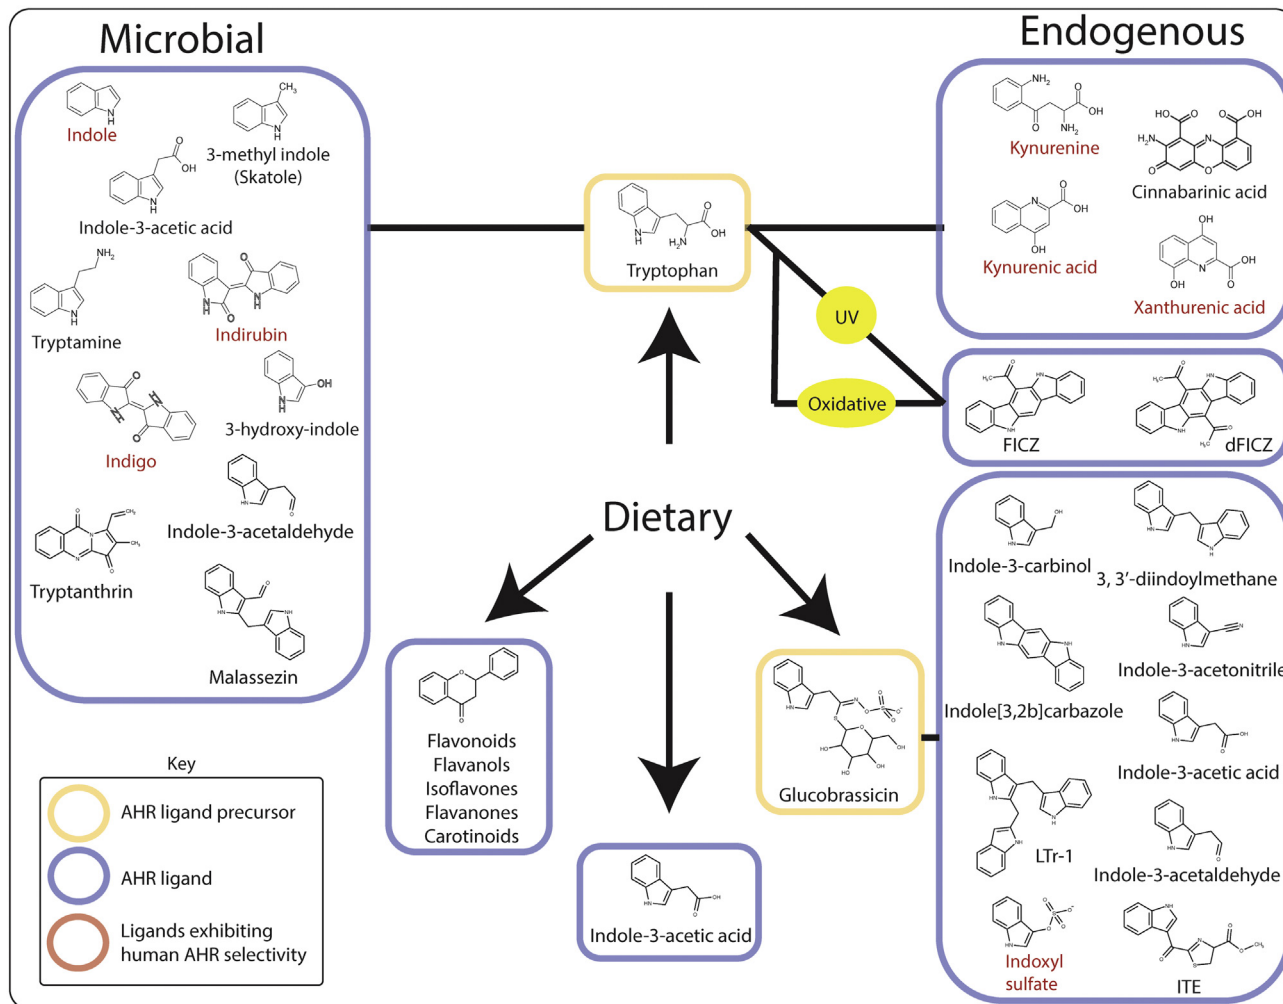 Microbial
Endogenous
Indole
3-methyl indole
(Skatole)
Indole-3-acetic acid
Tryptamine
Indirubin
3-hydroxy-indole
Indigo
Indole-3-acetaldehyde
Tryptanthrin
Malassezin
Tryptophan
UV
Oxidative
Kynurenine
Cinnabarinic acid
Kynurenic acid
Xanthurenic acid
FICZ
dFICZ
Dietary
Flavonoids
Flavanols
Isoflavones
Flavanones
Carotinoids
Indole-3-acetic acid
Glucobrassicin
Indole-3-carbinol
3, 3′-diindoylmethane
Indole[3,2b]carbazole
Indole-3-acetonitrile
Indole-3-acetic acid
LTr-1
Indole-3-acetaldehyde
Indoxyl
sulfate
ITE
Key
AHR ligand precursor
AHR ligand
Ligands exhibiting
human AHR selectivity